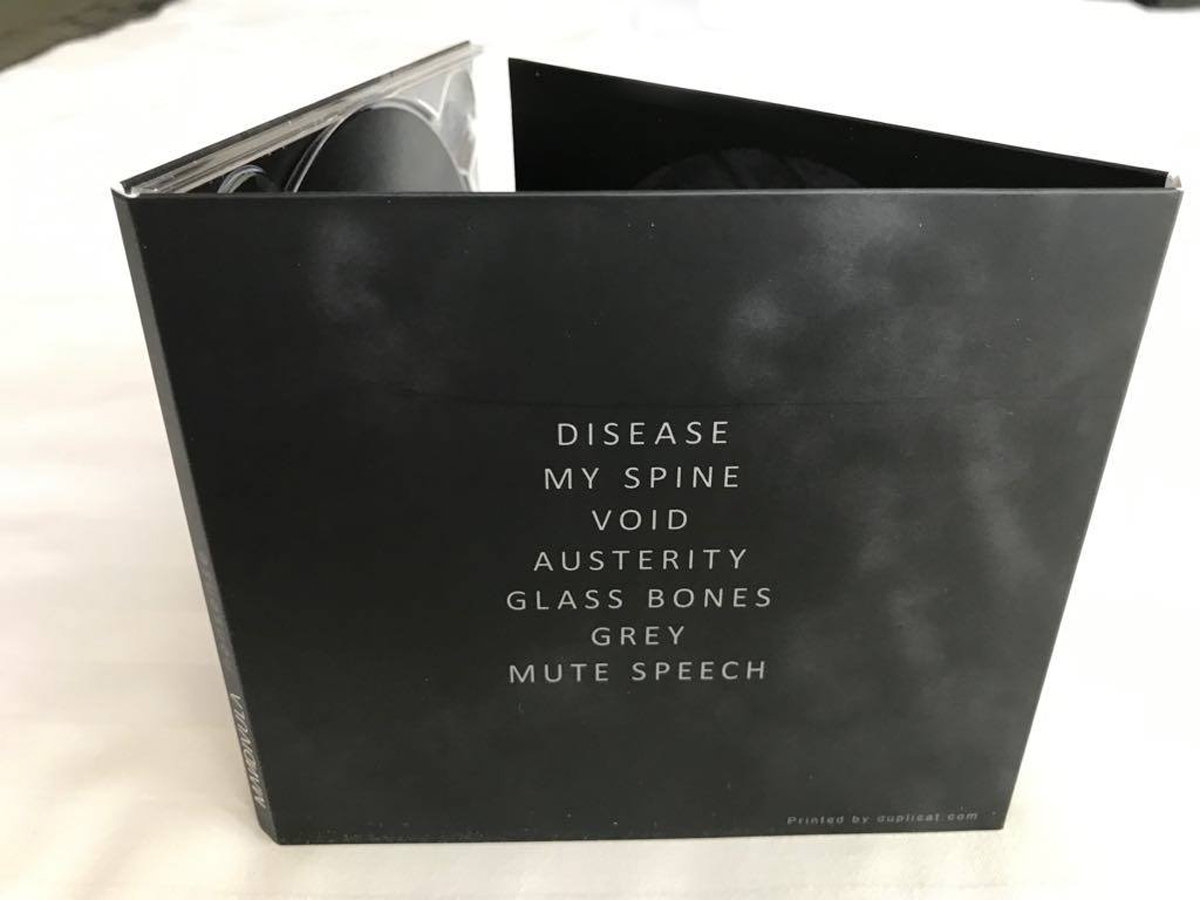 DISEASE
MY SPINE
VOID
AUSTERITY
GLASS BONES
GREY
MUTE SPEECH
Printed by duplicat.com